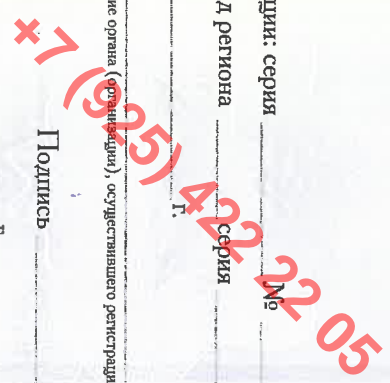 ции: серия № 
д региона серия
г.
ие органа (организации), осуществившего регистраци
Подпись
+7 (925) 422 22 05